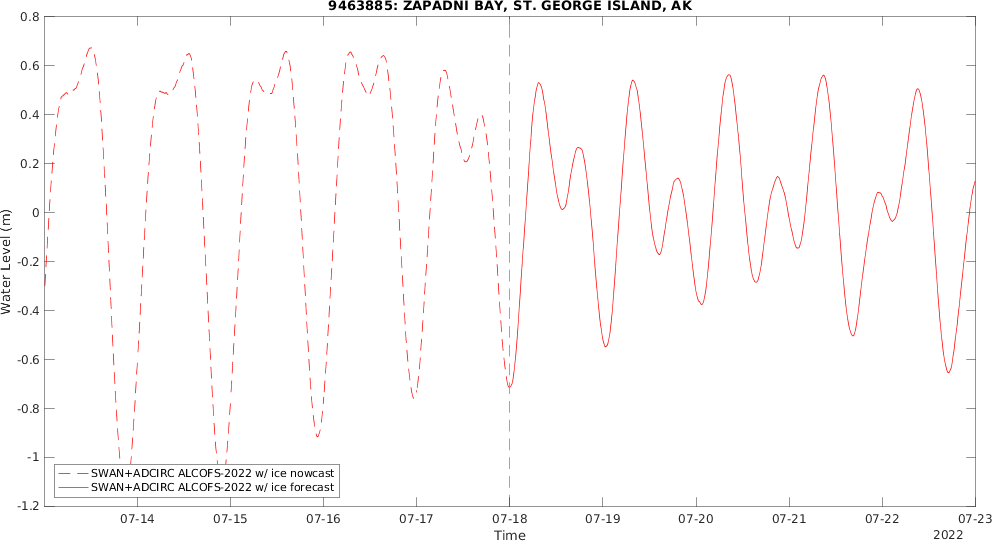 9463885: ZAPADNI BAY, ST. GEORGE ISLAND, AK
0.8
0.6
0.4
0.2
0
-0.2
-0.4
-0.6
-0.8
-1
-1.2
Water Level (m)
SWAN+ADCIRC ALCOFS-2022 w/ ice nowcast
SWAN+ADCIRC ALCOFS-2022 w/ ice forecast
07-14 07-15 07-16 07-17 07-18 07-19 07-20 07-21 07-22 07-23
Time
2022